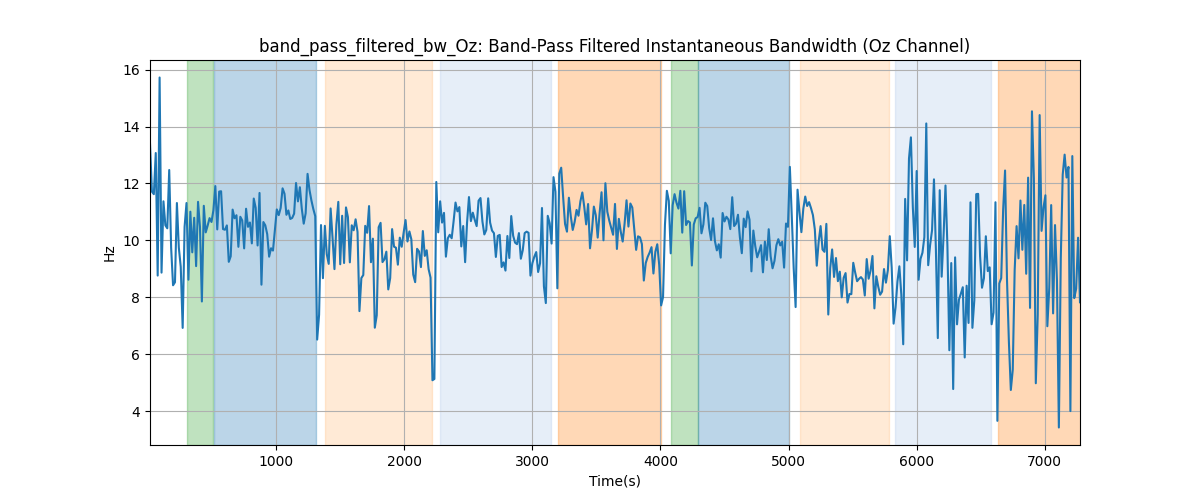 band_pass_filtered_bw_Oz: Band-Pass Filtered Instantaneous Bandwidth (Oz Channel)
16
14
12
10
8
6
4
Hz
1000 2000 3000 4000 5000 6000 7000
Time(s)